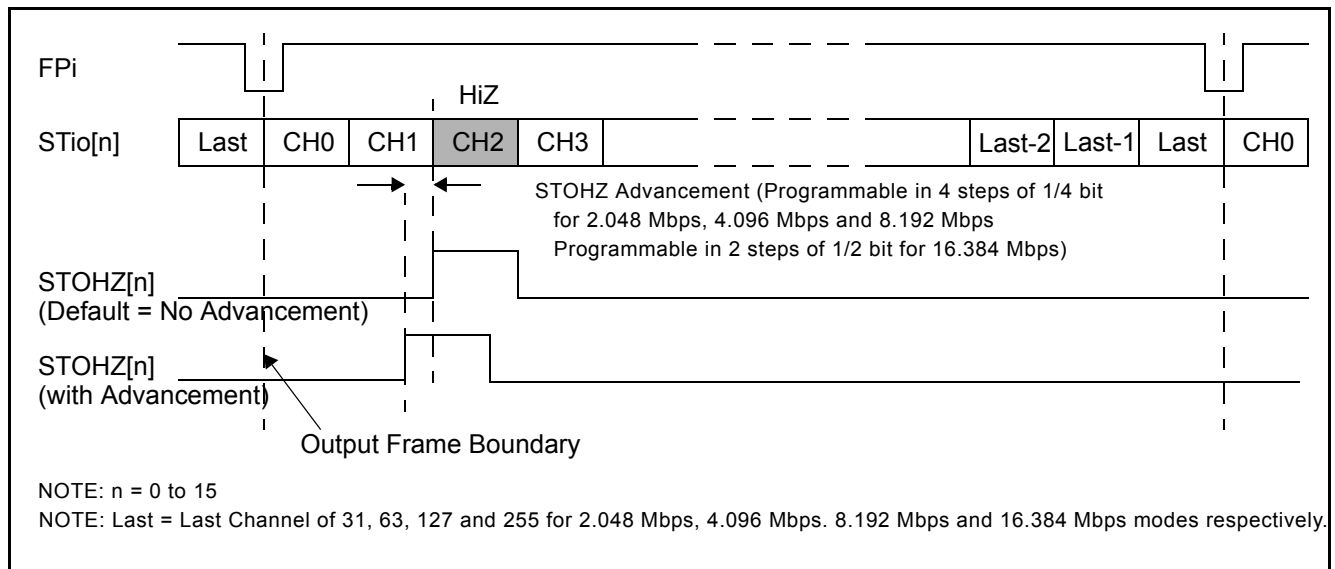 FPi
HiZ
STio[n]
Last CH0 CH1 CH2 CH3 Last-2 Last-1 Last CH0
STOHZ Advancement (Programmable in 4 steps of 1/4 bit
for 2.048 Mbps, 4.096 Mbps and 8.192 Mbps
Programmable in 2 steps of 1/2 bit for 16.384 Mbps)
STOHZ[n]
(Default = No Advancement)
STOHZ[n]
(with Advancement)
Output Frame Boundary
NOTE: n = 0 to 15
NOTE: Last = Last Channel of 31, 63, 127 and 255 for 2.048 Mbps, 4.096 Mbps. 8.192 Mbps and 16.384 Mbps modes respectively.